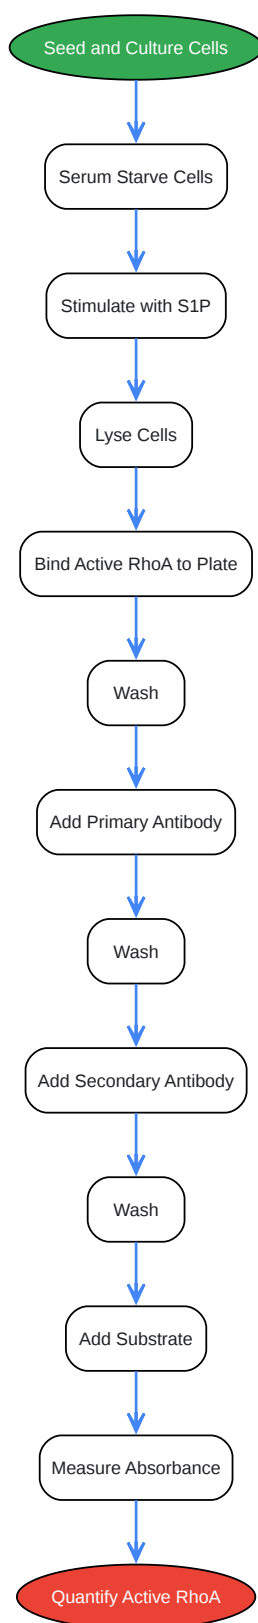 Seed and Culture Cells
Serum Starve Cells
Stimulate with S1P
Lyse Cells
Bind Active RhoA to Plate
Wash
Add Primary Antibody
Wash
Add Secondary Antibody
Wash
Add Substrate
Measure Absorbance
Quantify Active RhoA